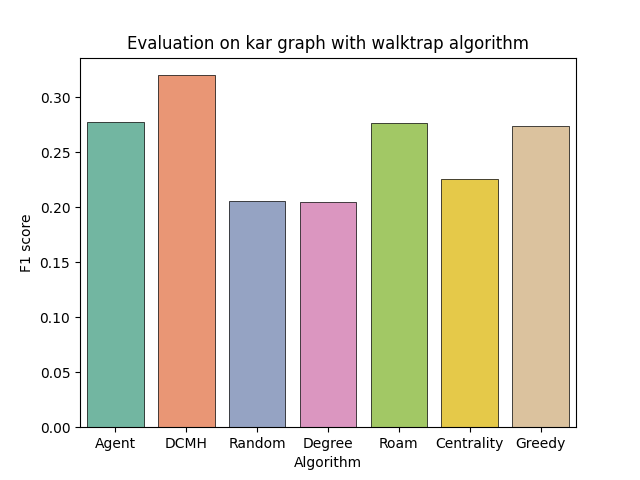 Evaluation on kar graph with walktrap algorithm
F1 score
0.30
0.25
0.20
0.15
0.10
0.05
0.00
Agent DCMH Random Degree Roam Centrality Greedy
Algorithm